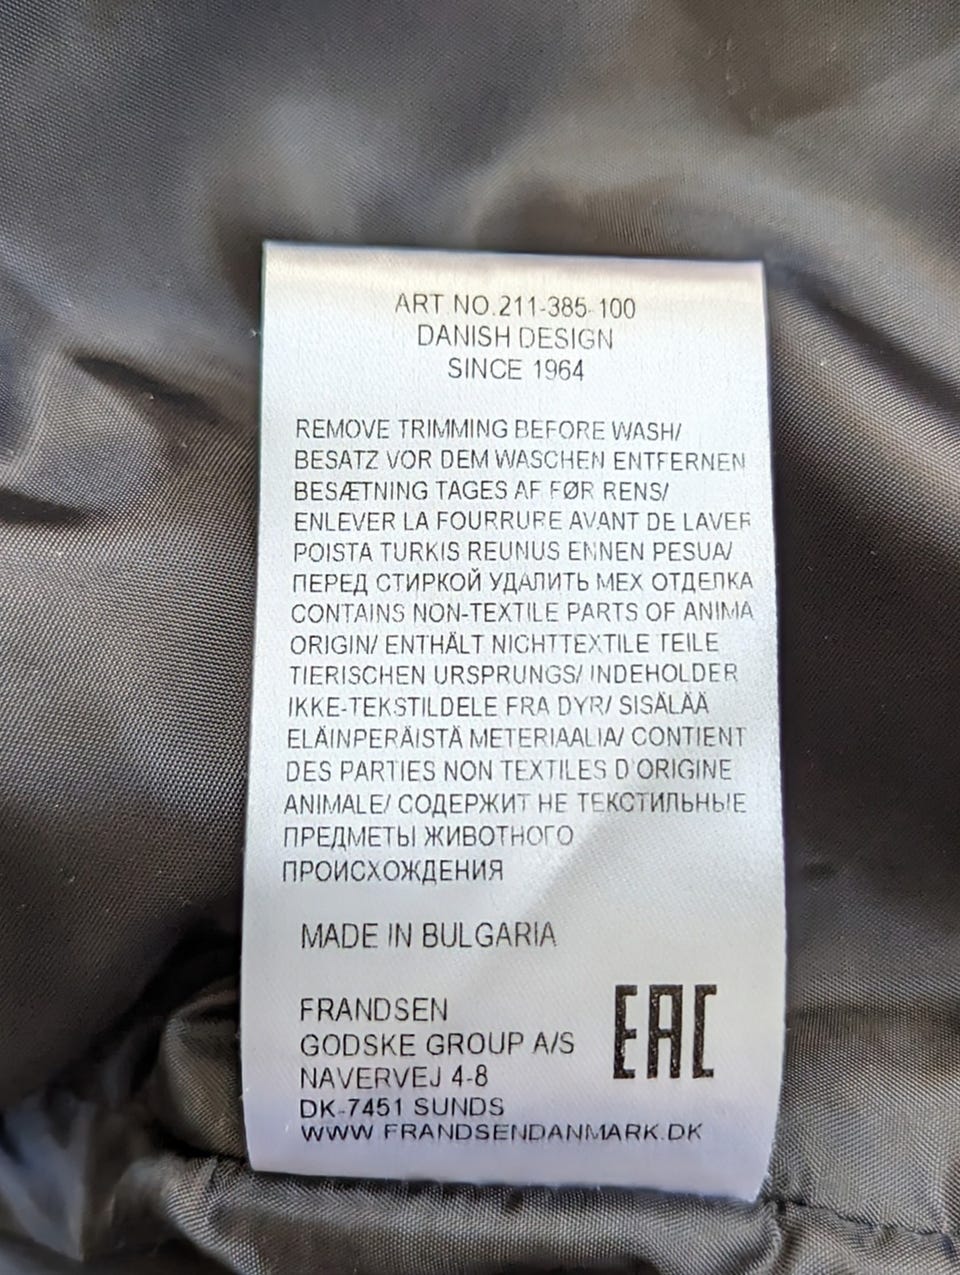 ART NO.211-385-100
DANISH DESIGN
SINCE 1964
REMOVE TRIMMING BEFORE WASH/
BESATZ VOR DEM WASCHEN ENTFERNEN
BESÆTNING TAGES AF FØR RENS/
ENLEVER LA FOURRURE AVANT DE LAVER
POISTA TURKIS REUNUS ENNEN PESUA/
ПЕРЕД СТИРКОЙ УДАЛИТЬ МЕХ ОТДЕЛКА
CONTAINS NON-TEXTILE PARTS OF ANIMA
ORIGIN/ ENTHÄLT NICHTTEXTILE TEILE
TIERISCHEN URSPRUNGS/ INDEHOLDER
IKKE-TEKSTILDELE FRA DYR/ SISÄLÄÄ
ELÄINPERÄISTÄ METERIAALIA/ CONTIENT
DES PARTIES NON TEXTILES D'ORIGINE
ANIMALE/ СОДЕРЖИТ НЕ ТЕКСТИЛЬНЫЕ
ПРЕДМЕТЫ ЖИВОТНОГО
ПРОИСХОЖДЕНИЯ
MADE IN BULGARIA
FRANDSEN
GODSKE GROUP A/S
NAVERVEJ 4-8
DK-7451 SUNDS
WWW.FRANDSENDANMARK.DK
EAC